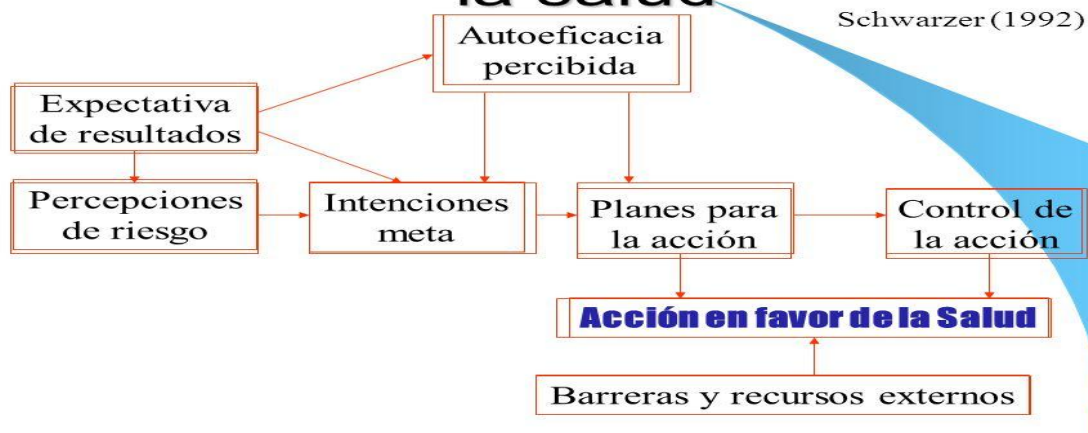 la salud
Schwarzer (1992)
Autoeficacia
percibida
Expectativa
de resultados
Percepciones
de riesgo
Intenciones
meta
Planes para
la acción
Control de
la acción
Acción en favor de la Salud
Barreras y recursos externos